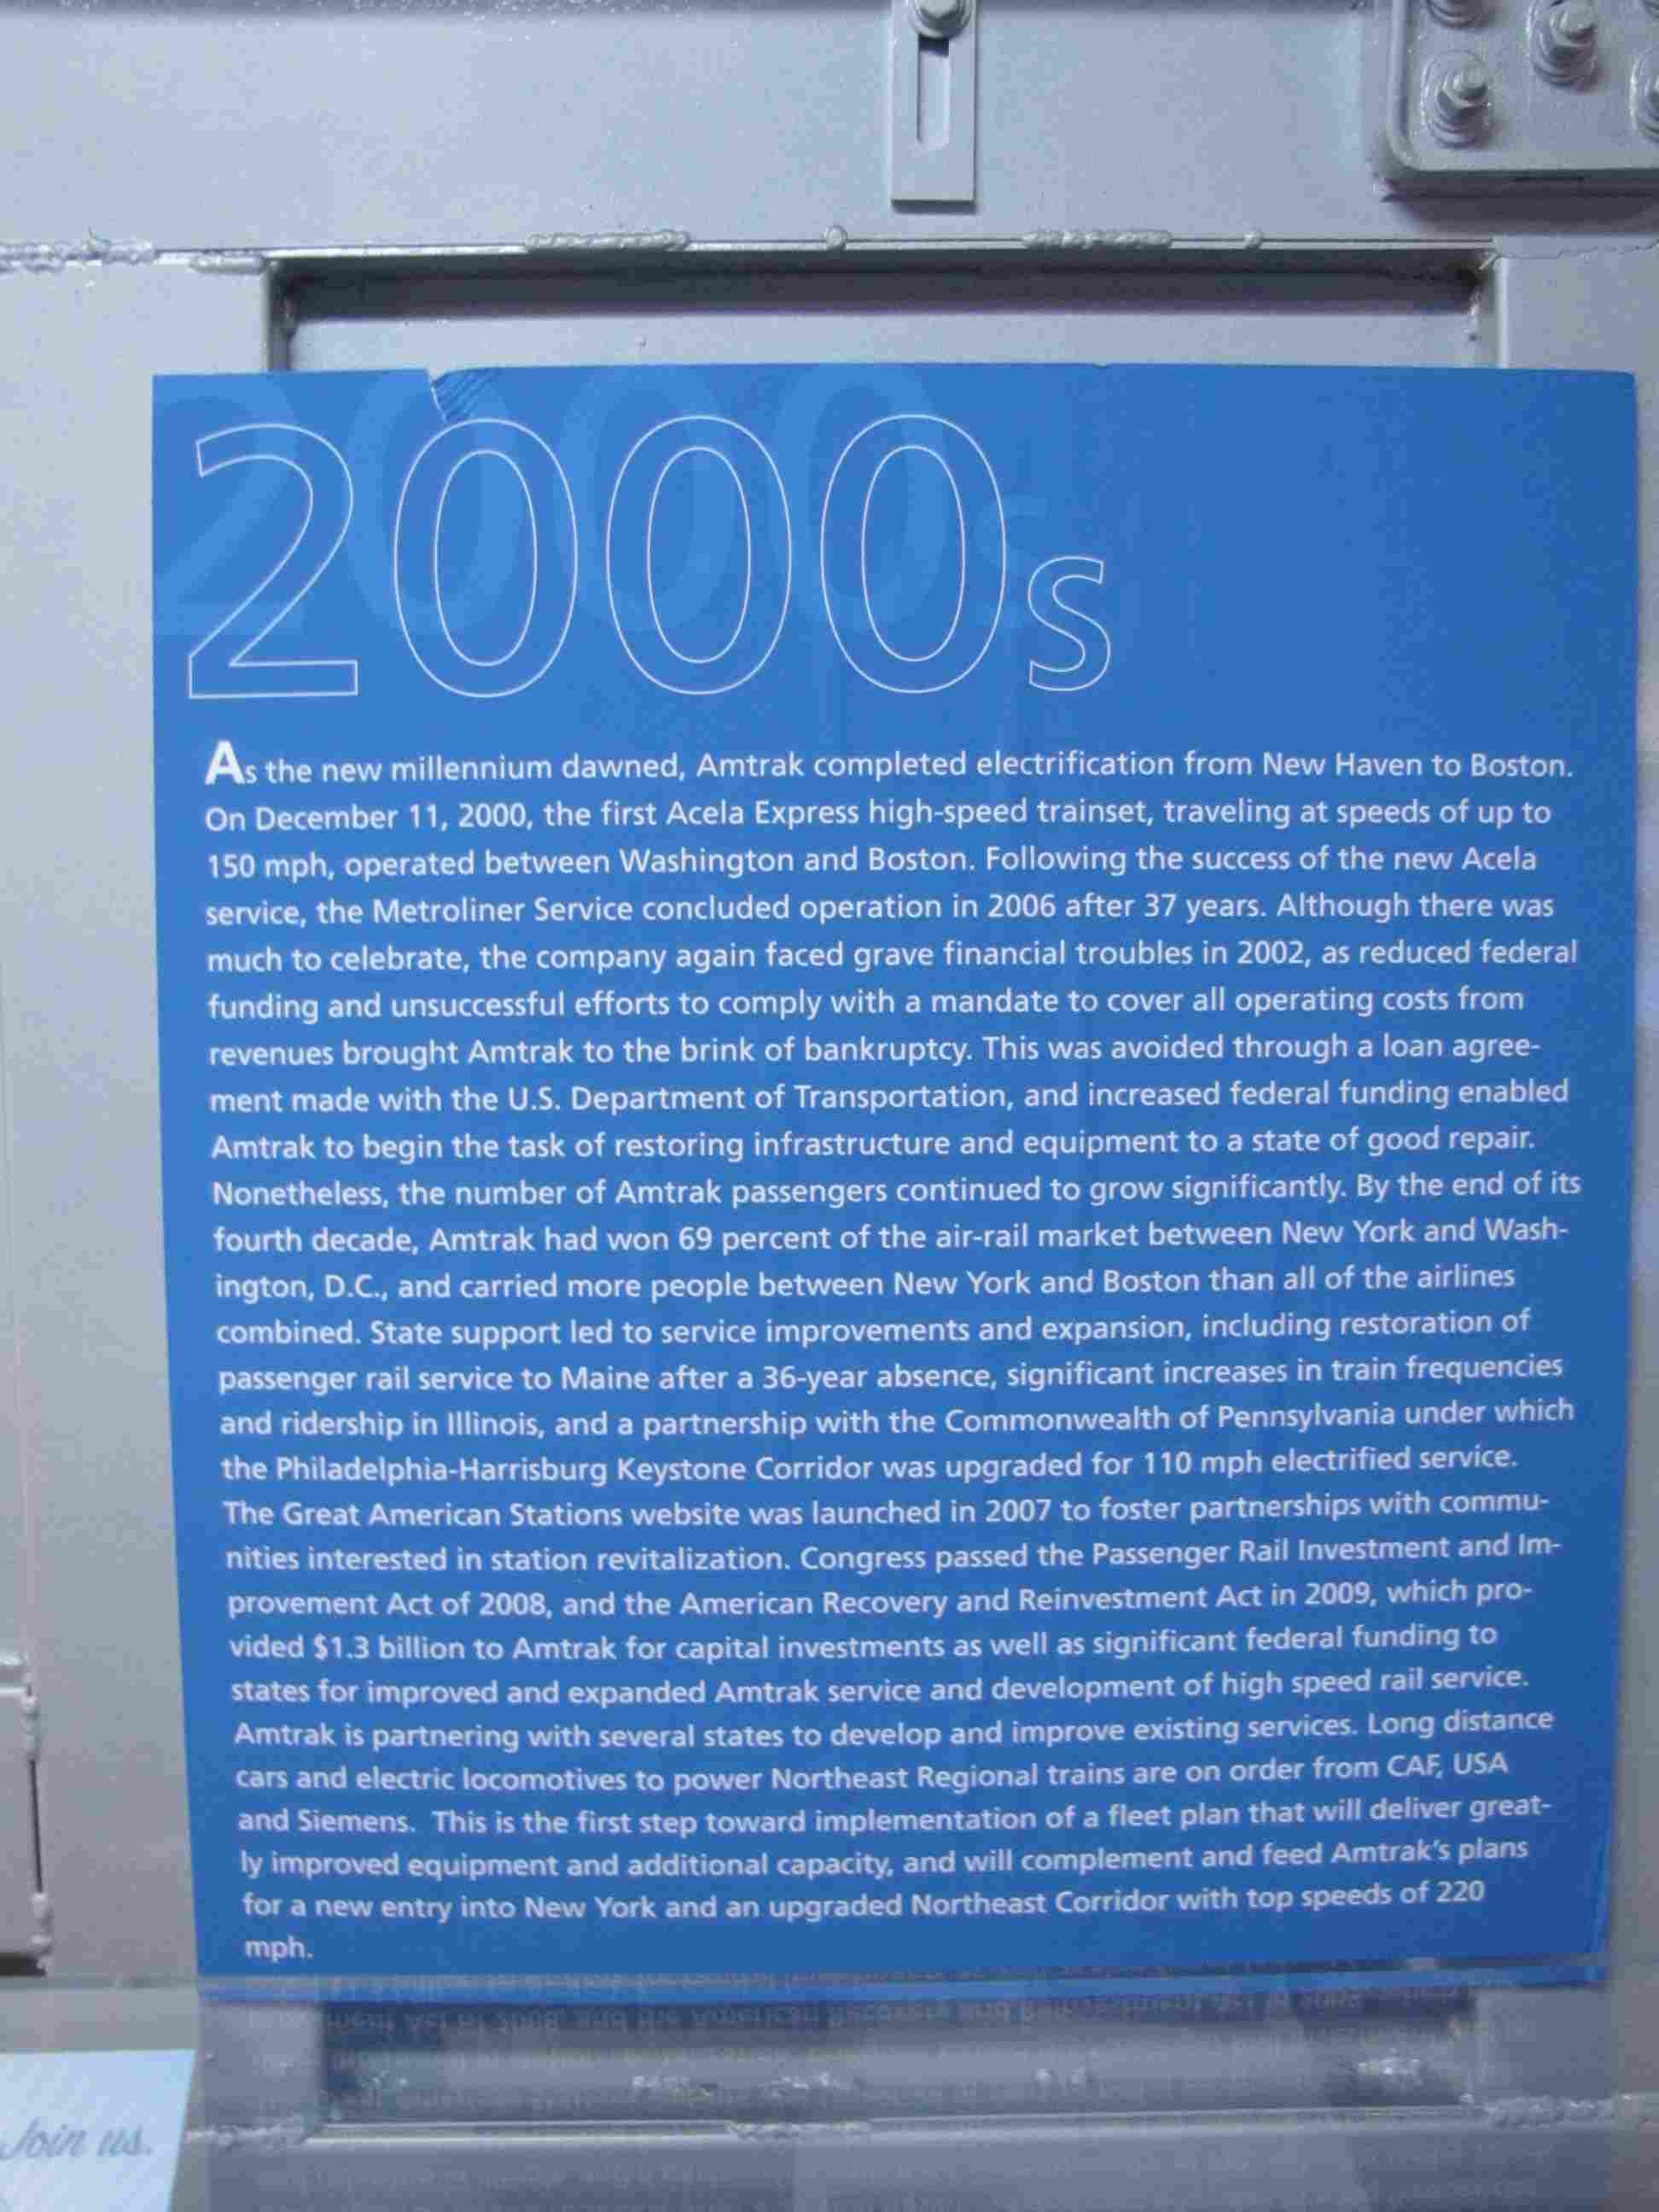 2000s
As the new millennium dawned, Amtrak completed electrification from New Haven to Boston.
On December 11, 2000, the first Acela Express high-speed trainset, traveling at speeds of up to
150 mph, operated between Washington and Boston. Following the success of the new Acela
service, the Metroliner Service concluded operation in 2006 after 37 years. Although there was
much to celebrate, the company again faced grave financial troubles in 2002, as reduced federal
funding and unsuccessful efforts to comply with a mandate to cover all operating costs from
revenues brought Amtrak to the brink of bankruptcy. This was avoided through a loan agree-
ment made with the U.S. Department of Transportation, and increased federal funding enabled
Amtrak to begin the task of restoring infrastructure and equipment to a state of good repair.
Nonetheless, the number of Amtrak passengers continued to grow significantly. By the end of its
fourth decade, Amtrak had won 69 percent of the air-rail market between New York and Wash-
ington, D.C., and carried more people between New York and Boston than all of the airlines
combined. State support led to service improvements and expansion, including restoration of
passenger rail service to Maine after a 36-year absence, significant increases in train frequencies
and ridership in Illinois, and a partnership with the Commonwealth of Pennsylvania under which
the Philadelphia-Harrisburg Keystone Corridor was upgraded for 110 mph electrified service.
The Great American Stations website was launched in 2007 to foster partnerships with commu-
nities interested in station revitalization. Congress passed the Passenger Rail Investment and Im-
provement Act of 2008, and the American Recovery and Reinvestment Act in 2009, which pro-
vided $1.3 billion to Amtrak for capital investments as well as significant federal funding to
states for improved and expanded Amtrak service and development of high speed rail service.
Amtrak is partnering with several states to develop and improve existing services. Long distance
cars and electric locomotives to power Northeast Regional trains are on order from CAF, USA
and Siemens. This is the first step toward implementation of a fleet plan that will deliver great-
ly improved equipment and additional capacity, and will complement and feed Amtrak's plans
for a new entry into New York and an upgraded Northeast Corridor with top speeds of 220
mph.
Join us.